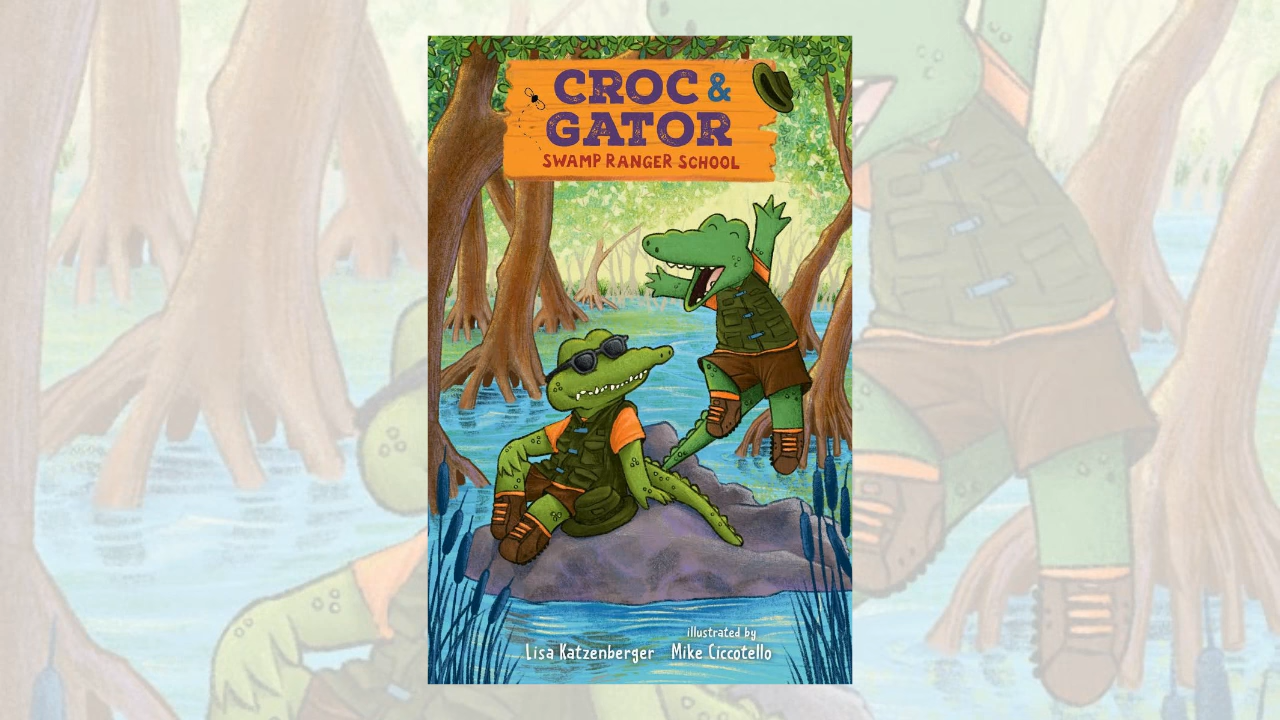 CROC &
GATOR
SWAMP RANGER SCHOOL
illustrated by
Lisa Katzenberger Mike Ciccotello